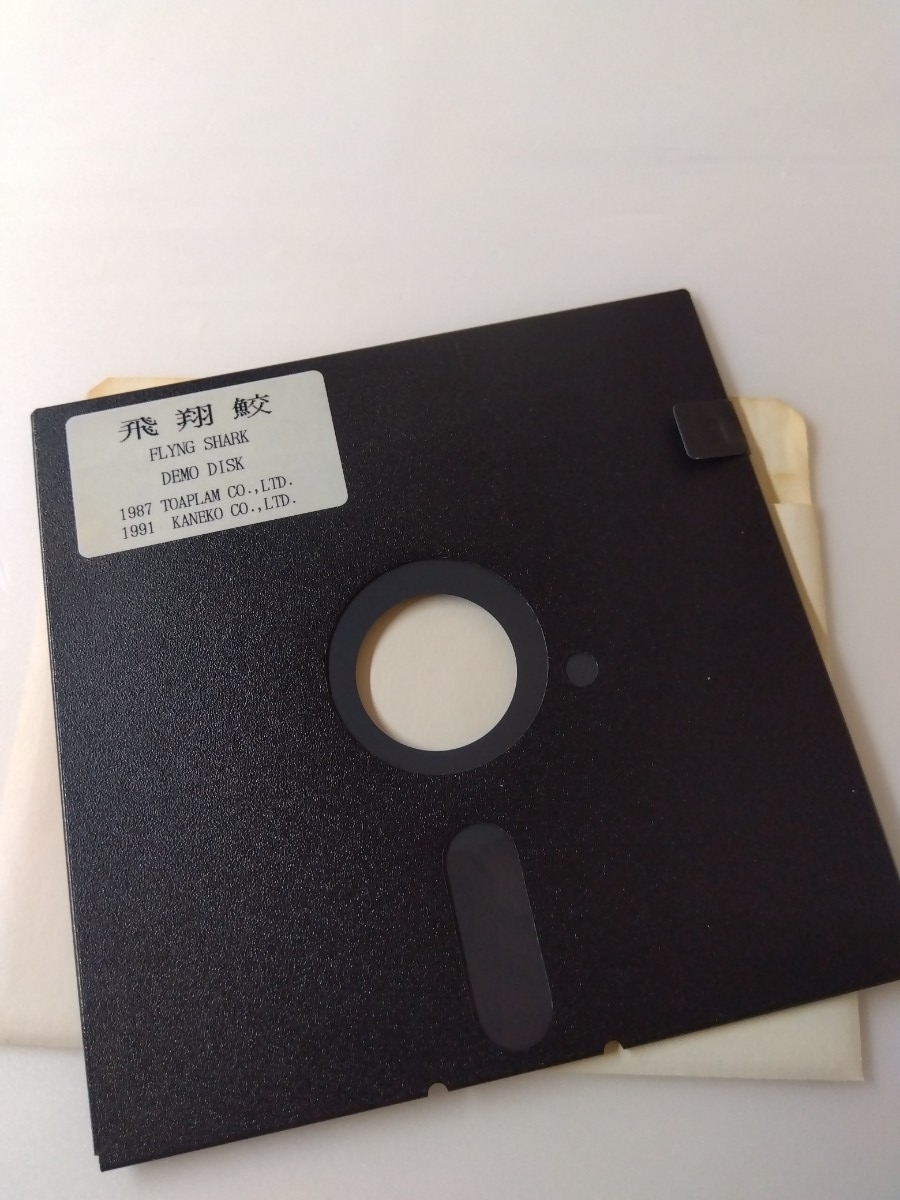 飛翔鮫
FLYNG SHARK
DEMO DISK
1987 TOAPLAM CO.,LTD.
1991 KANEKO CO.,LTD.